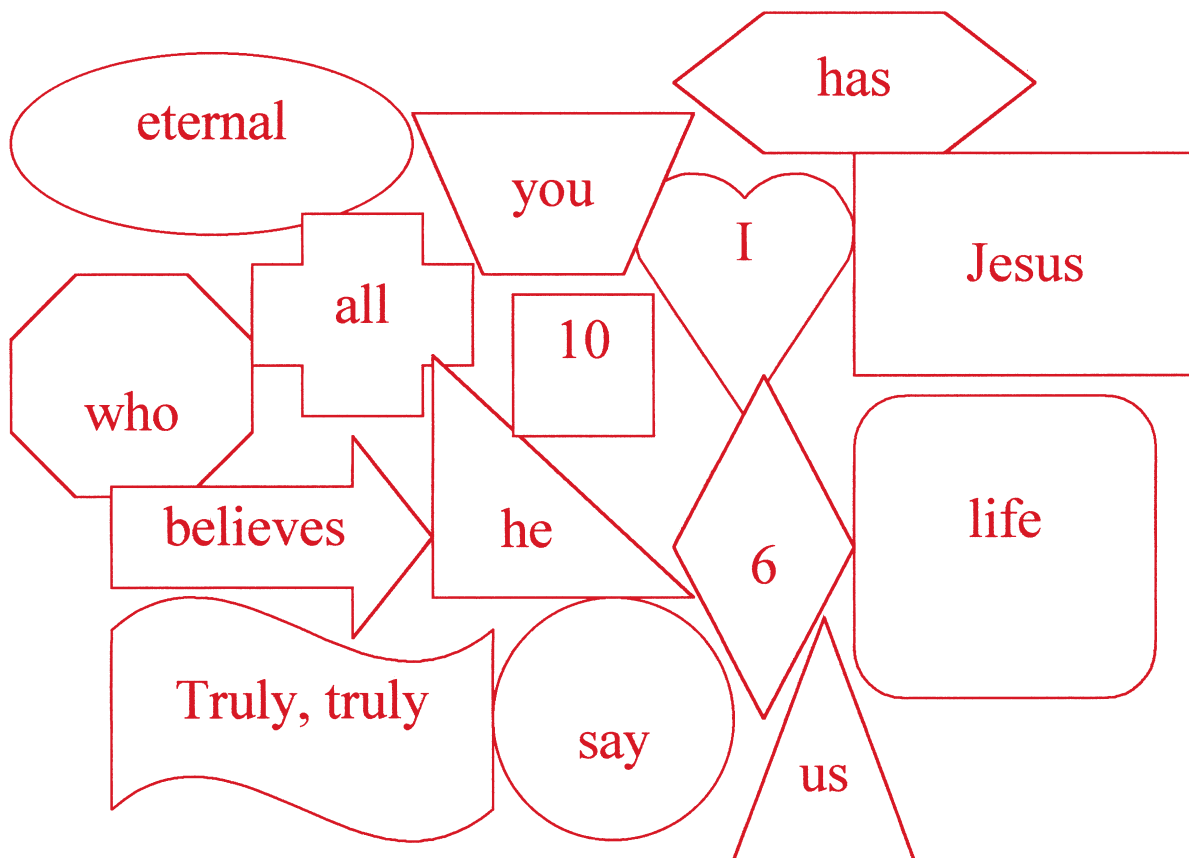 has
eternal
you
I
Jesus
all
10
who
believes
he
6
life
Truly, truly
say
us